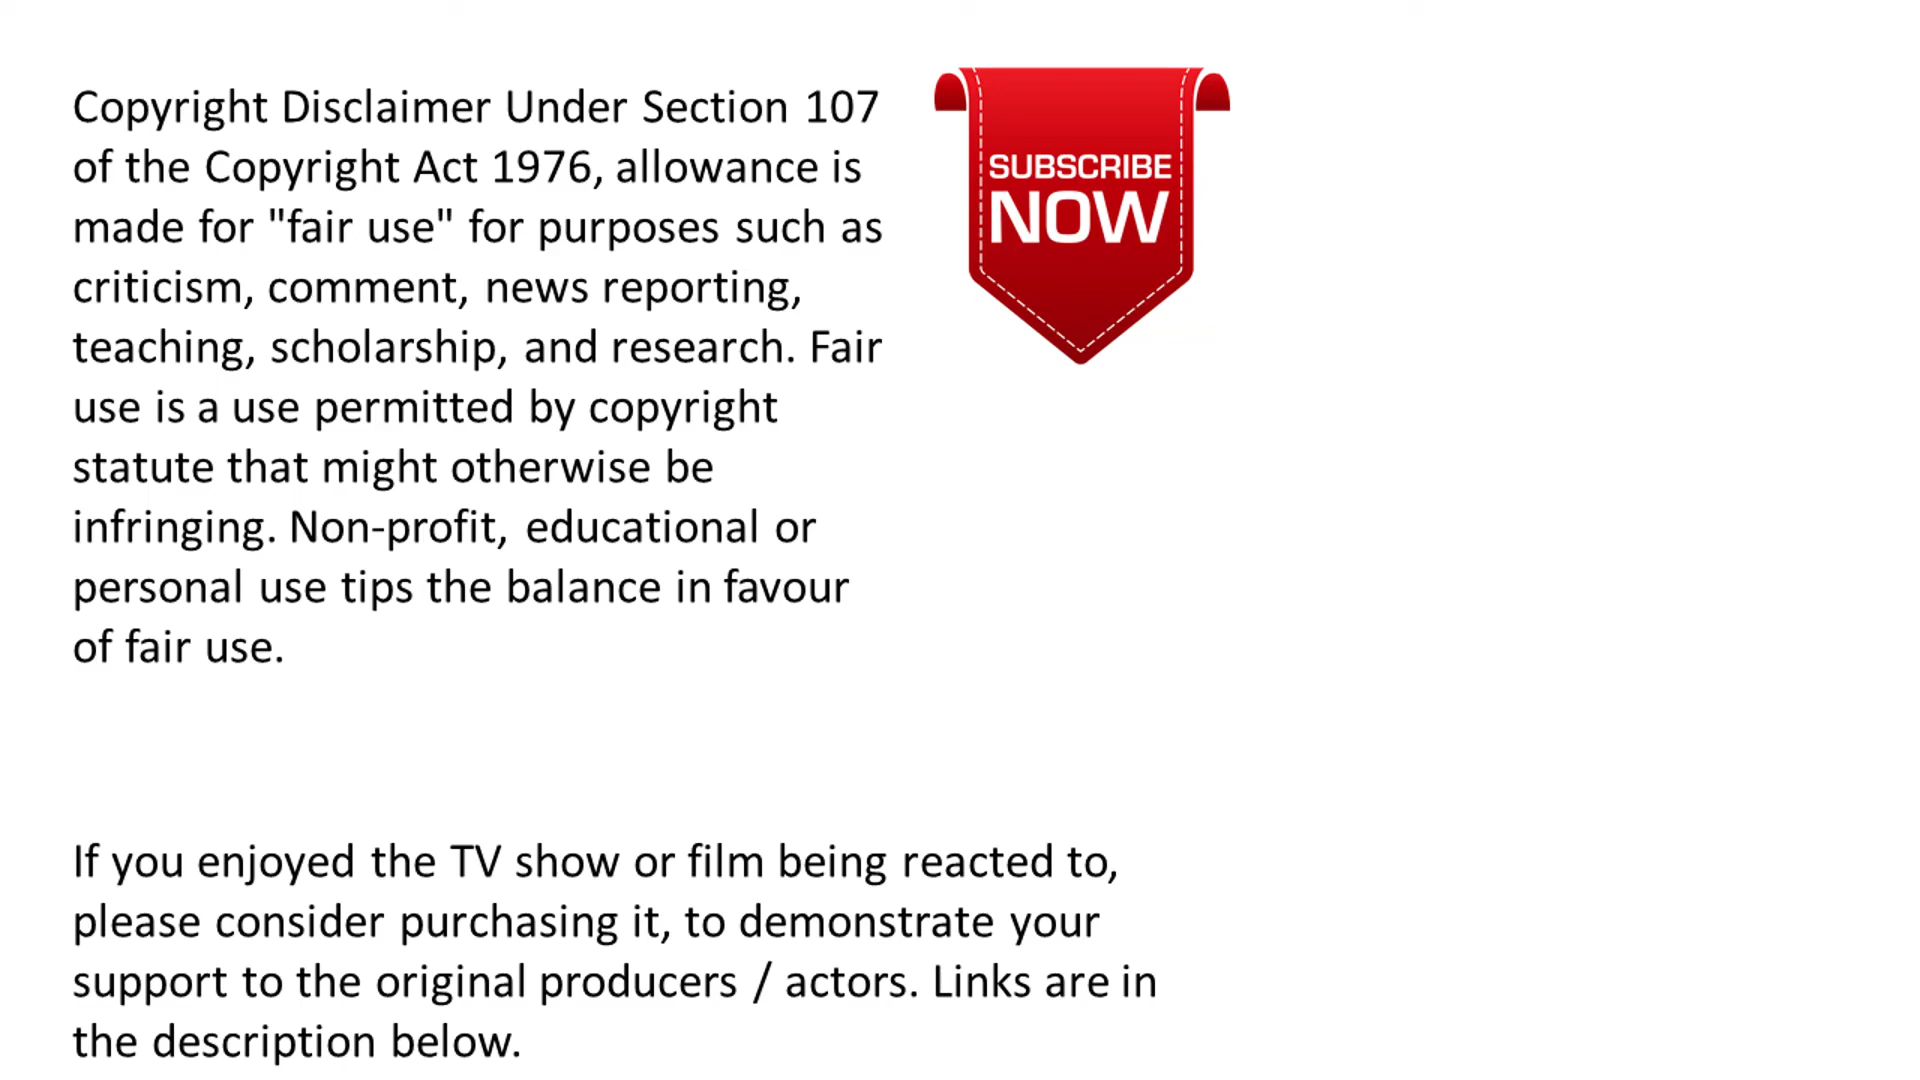 Copyright Disclaimer Under Section 107
of the Copyright Act 1976, allowance is
made for "fair use" for purposes such as
criticism, comment, news reporting,
teaching, scholarship, and research. Fair
use is a use permitted by copyright
statute that might otherwise be
infringing. Non-profit, educational or
personal use tips the balance in favour
of fair use.
SUBSCRIBE
NOW
If you enjoyed the TV show or film being reacted to,
please consider purchasing it, to demonstrate your
support to the original producers / actors. Links are in
the description below.